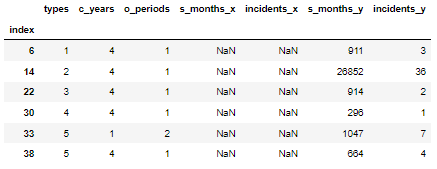 types c_years o_periods s_months_x incidents_x s_months_y incidents_y
index
6 1 4 1 NaN NaN 911 3
14 2 4 1 NaN NaN 26852 36
22 3 4 1 NaN NaN 914 2
30 4 4 1 NaN NaN 296 1
33 5 1 2 NaN NaN 1047 7
38 5 4 1 NaN NaN 664 4